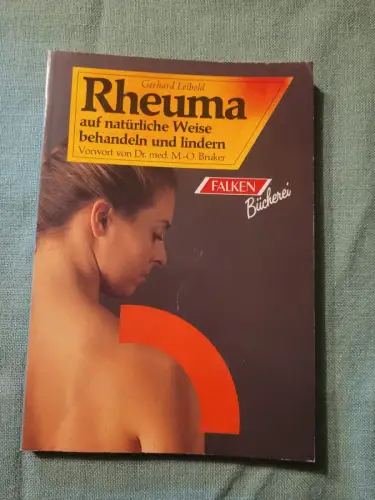 Gerhard Leibold
Rheuma
auf natürliche Weise
behandeln und lindern
Vorwort von Dr. med. M.-O. Bruker
FALKEN
Bücherei